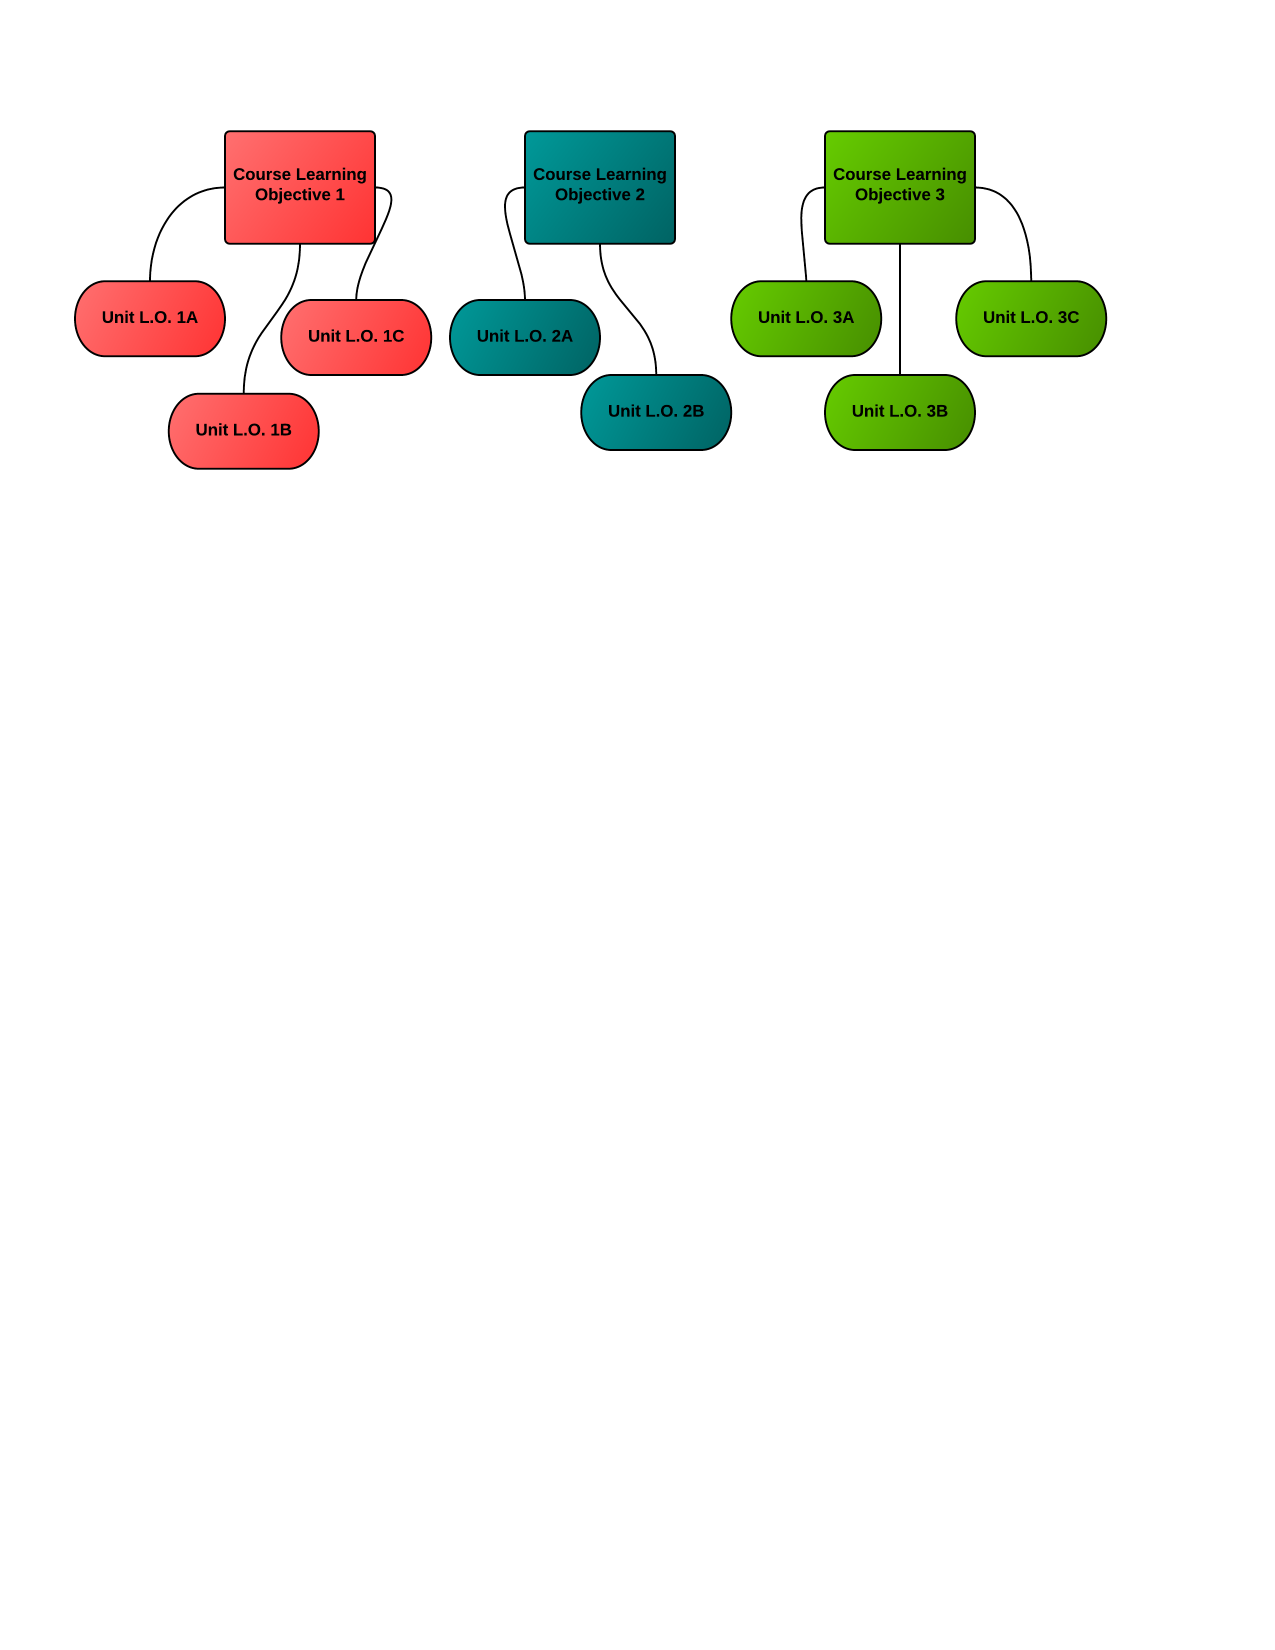 Course Learning
Objective 1
Course Learning
Objective 2
Course Learning
Objective 3
Unit L.O. 1A
Unit L.O. 1C
Unit L.O. 2A
Unit L.O. 3A
Unit L.O. 3C
Unit L.O. 1B
Unit L.O. 2B
Unit L.O. 3B